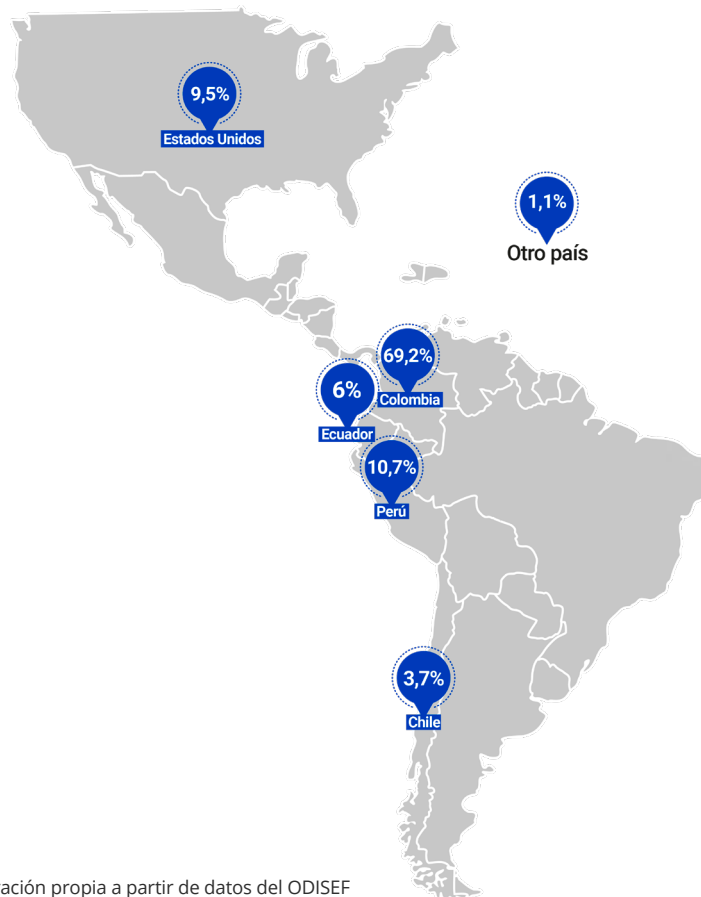 9,5%
Estados Unidos
1,1%
Otro país
69,2%
Colombia
6%
Ecuador
10,7%
Perú
3,7%
Chile
propia a partir de datos del ODISEF